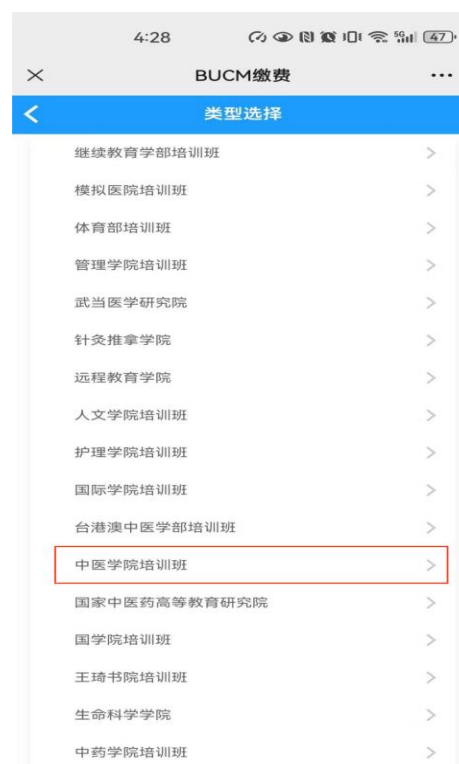 4:28 5G 47
BUCM缴费
类型选择
继续教育学部培训班
模拟医院培训班
体育部培训班
管理学院培训班
武当医学研究院
针灸推拿学院
远程教育学院
人文学院培训班
护理学院培训班
国际学院培训班
台港澳中医学部培训班
中医学院培训班
国家中医药高等教育研究院
国学院培训班
王琦书院培训班
生命科学学院
中药学院培训班